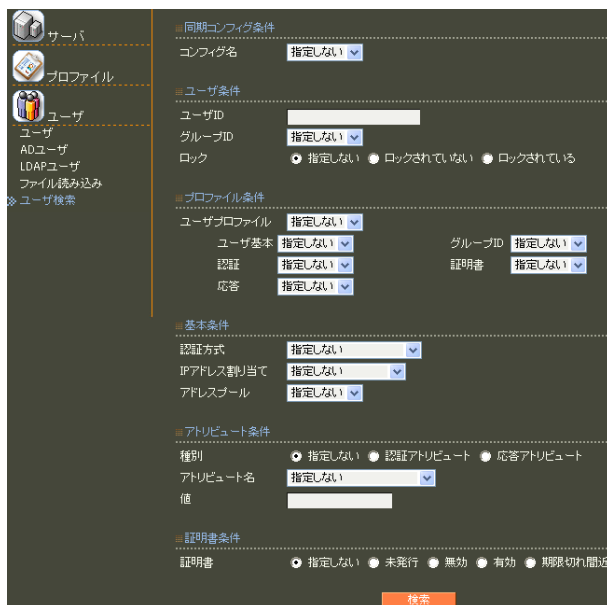 サーバ
プロファイル
ユーザ
ユーザ
ADユーザ
LDAPユーザ
ファイル読み込み
ユーザ検索
同期コンフィグ条件
コンフィグ名 指定しない
ユーザ条件
ユーザID
グループID 指定しない
ロック 指定しない ロックされていない ロックされている
プロファイル条件
ユーザプロファイル 指定しない
ユーザ基本 指定しない グループID 指定しない
認証 指定しない 証明書 指定しない
応答 指定しない
基本条件
認証方式 指定しない
IPアドレス割り当て 指定しない
アドレスプール 指定しない
アトリビュート条件
種別 指定しない 認証アトリビュート 応答アトリビュート
アトリビュート名 指定しない
値
証明書条件
証明書 指定しない 未発行 無効 有効 期限切れ間近
検索